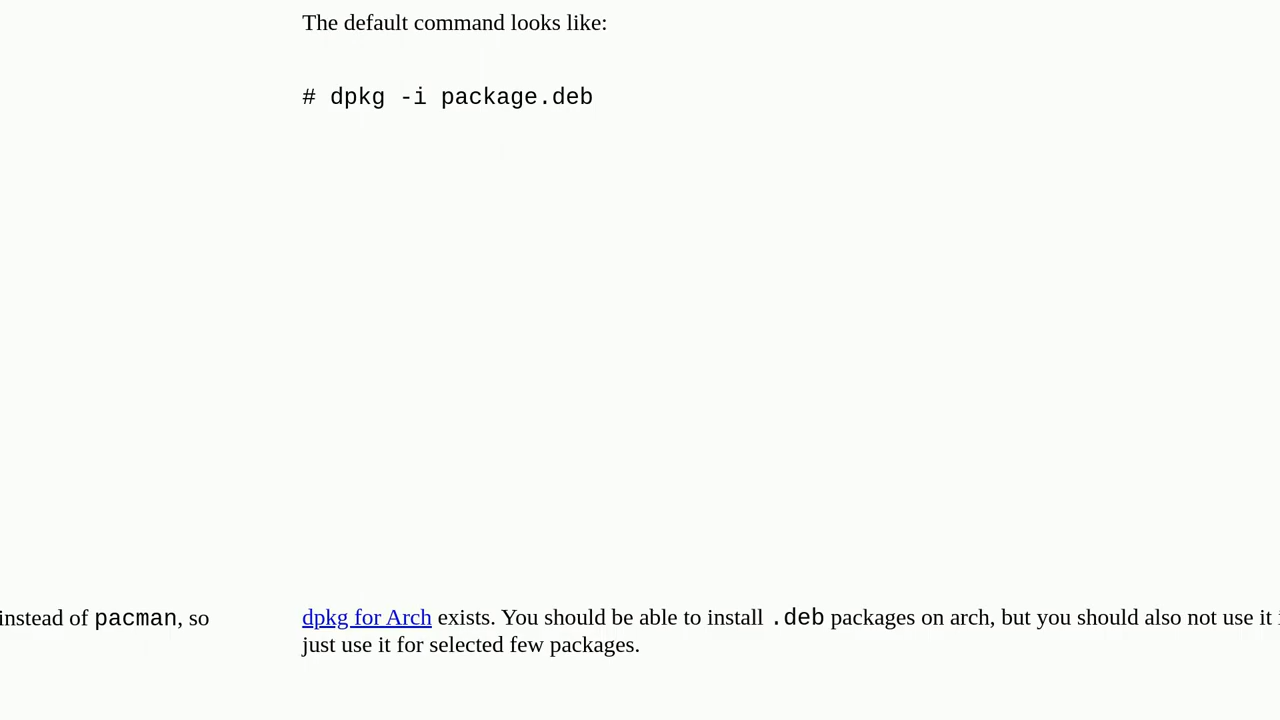 The default command looks like:
# dpkg -i package.deb
instead of pacman, so
dpkg for Arch exists. You should be able to install .deb packages on arch, but you should also not use it
just use it for selected few packages.